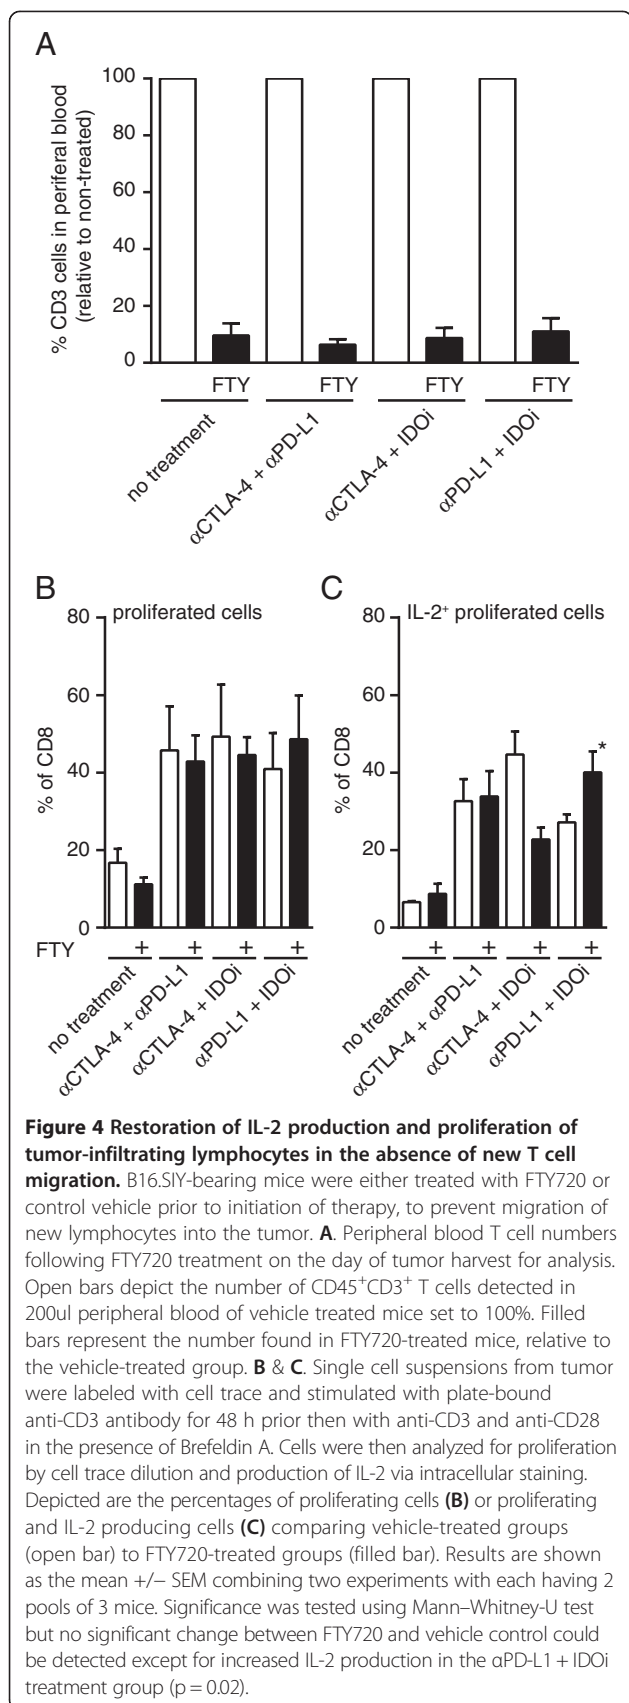 A
% CD3 cells in periferal blood
(relative to non-treated)
100
80
60
40
20
0
FTY
FTY
FTY
FTY
no treatment
αCTLA-4 + αPD-L1
αCTLA-4 + IDOi
αPD-L1 + IDOi
B
proliferated cells
% of CD8
80
60
40
20
0
FTY
+
+
+
+
no treatment
αCTLA-4 + αPD-L1
αCTLA-4 + IDOi
αPD-L1 + IDOi
C
IL-2⁺ proliferated cells
% of CD8
80
60
40
20
0
*
+
+
+
+
no treatment
αCTLA-4 + αPD-L1
αCTLA-4 + IDOi
αPD-L1 + IDOi
Figure 4 Restoration of IL-2 production and proliferation of
tumor-infiltrating lymphocytes in the absence of new T cell
migration. B16.SIY-bearing mice were either treated with FTY720 or
control vehicle prior to initiation of therapy, to prevent migration of
new lymphocytes into the tumor. A. Peripheral blood T cell numbers
following FTY720 treatment on the day of tumor harvest for analysis.
Open bars depict the number of CD45⁺CD3⁺ T cells detected in
200ul peripheral blood of vehicle treated mice set to 100%. Filled
bars represent the number found in FTY720-treated mice, relative to
the vehicle-treated group. B & C. Single cell suspensions from tumor
were labeled with cell trace and stimulated with plate-bound
anti-CD3 antibody for 48 h prior then with anti-CD3 and anti-CD28
in the presence of Brefeldin A. Cells were then analyzed for proliferation
by cell trace dilution and production of IL-2 via intracellular staining.
Depicted are the percentages of proliferating cells (B) or proliferating
and IL-2 producing cells (C) comparing vehicle-treated groups
(open bar) to FTY720-treated groups (filled bar). Results are shown
as the mean +/− SEM combining two experiments with each having 2
pools of 3 mice. Significance was tested using Mann–Whitney-U test
but no significant change between FTY720 and vehicle control could
be detected except for increased IL-2 production in the αPD-L1 + IDOi
treatment group (p = 0.02).